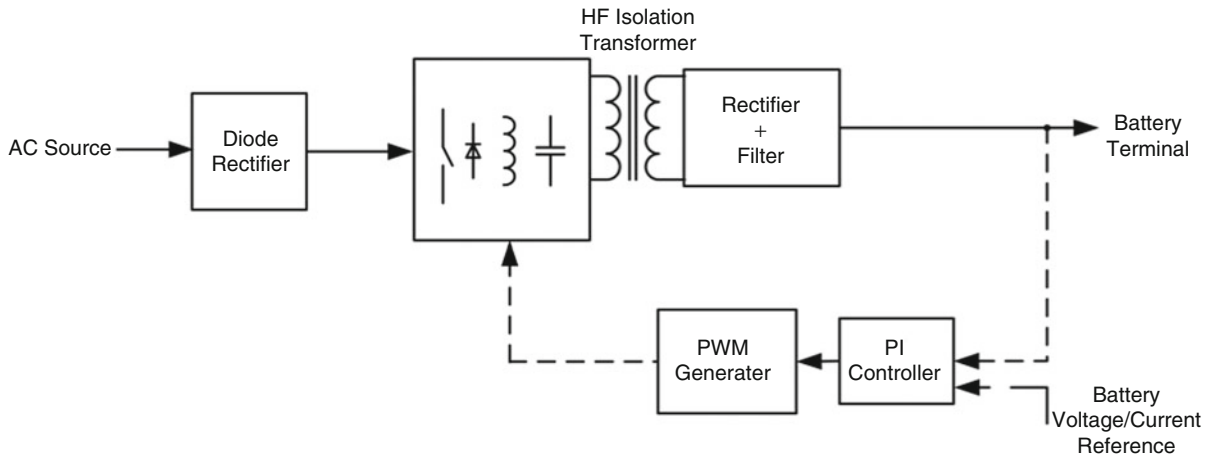 HF Isolation
Transformer
AC Source
Diode
Rectifier
Rectifier
+
Filter
Battery
Terminal
PWM
Generater
PI
Controller
Battery
Voltage/Current
Reference